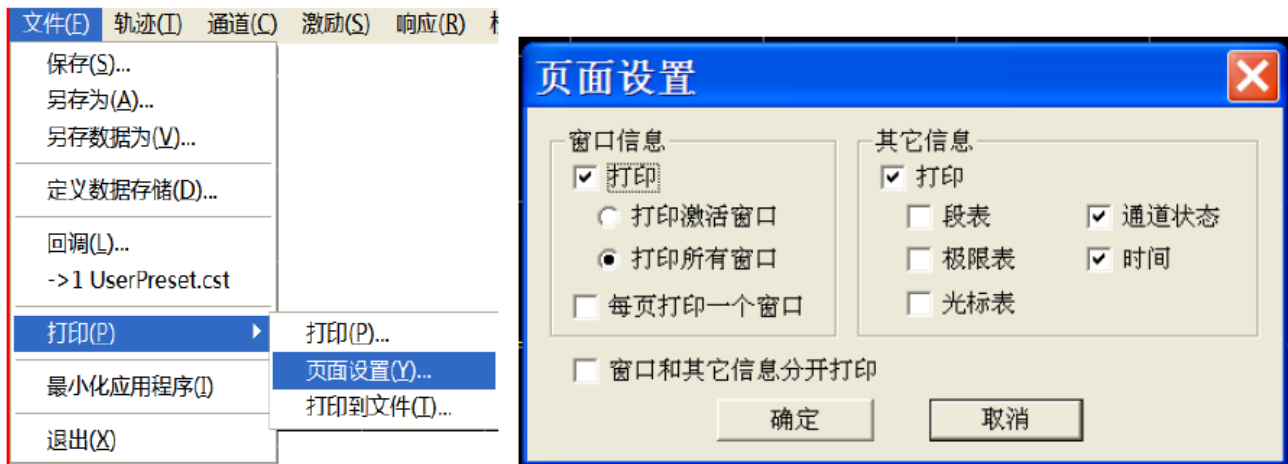 文件(F) 轨迹(T) 通道(C) 激励(S) 响应(R)
保存(S)...
另存为(A)...
另存数据为(V)...
定义数据存储(D)...
回调(L)...
->1 UserPreset.cst
打印(P)
最小化应用程序(I)
退出(X)
打印(P)...
页面设置(Y)...
打印到文件(T)...
页面设置
窗口信息
打印
打印激活窗口
打印所有窗口
每页打印一个窗口
其它信息
打印
段表 通道状态
极限表 时间
光标表
窗口和其它信息分开打印
确定 取消